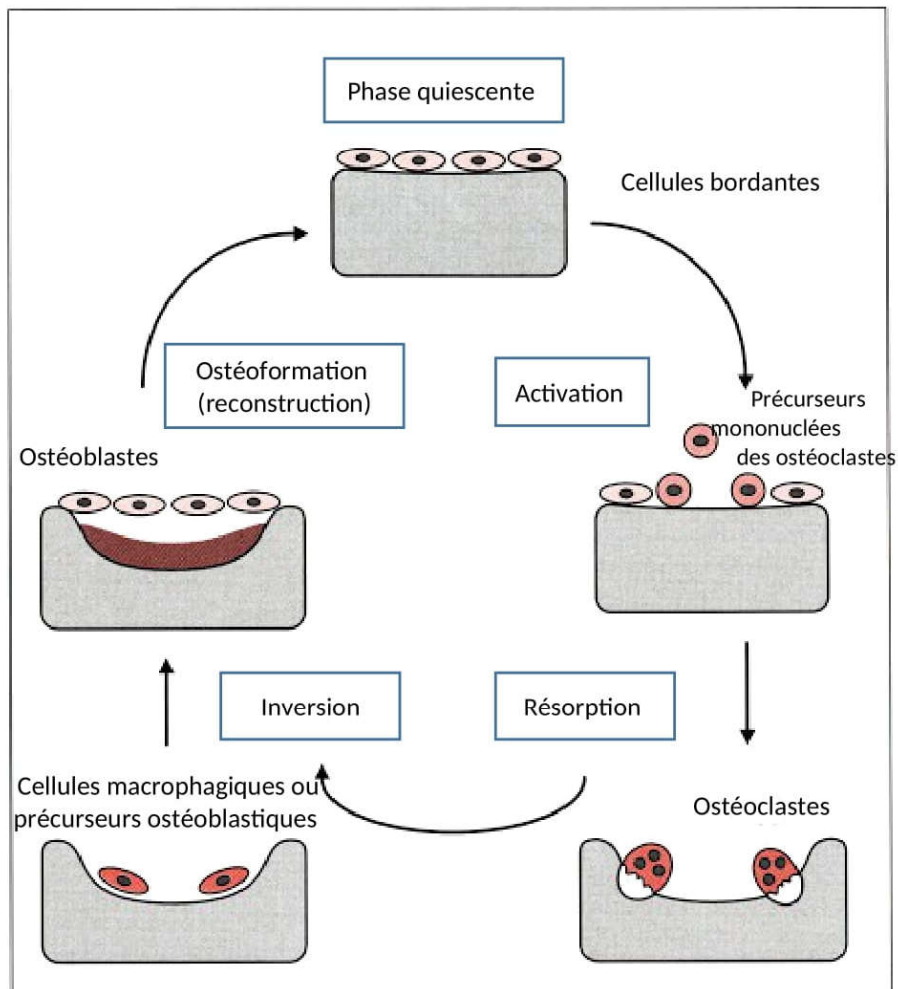 Phase quiescente
Cellules bordantes
Ostéoformation
(reconstruction)
Activation
Précurseurs
mononuclées
des ostéoclastes
Ostéoblastes
Inversion
Résorption
Cellules macrophagiques ou
précurseurs ostéoblastiques
Ostéoclastes